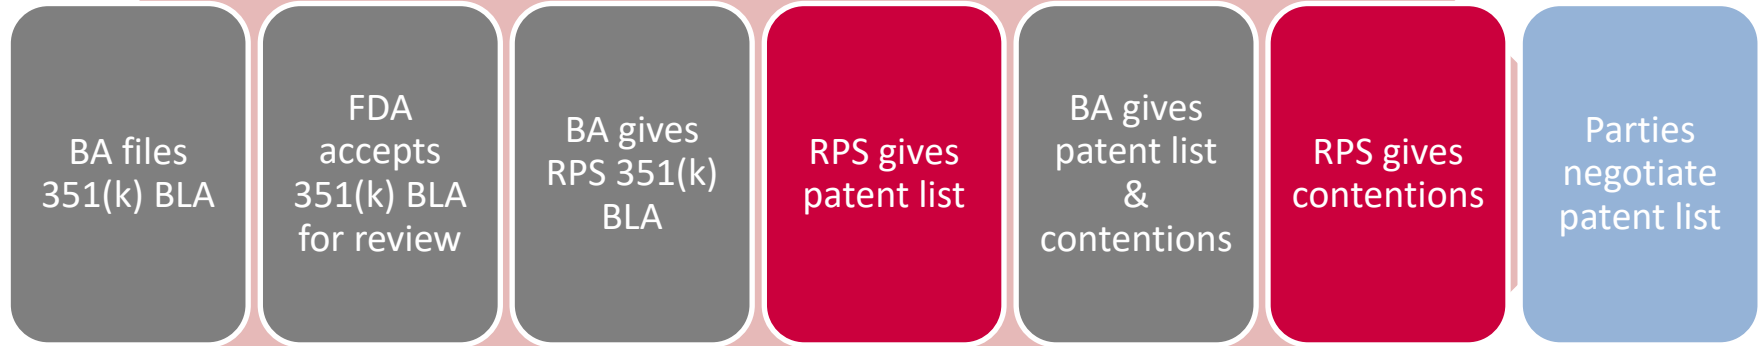 BA files
351(k) BLA
FDA
accepts
351(k) BLA
for review
BA gives
RPS 351(k)
BLA
RPS gives
patent list
BA gives
patent list
&
contentions
RPS gives
contentions
Parties
negotiate
patent list